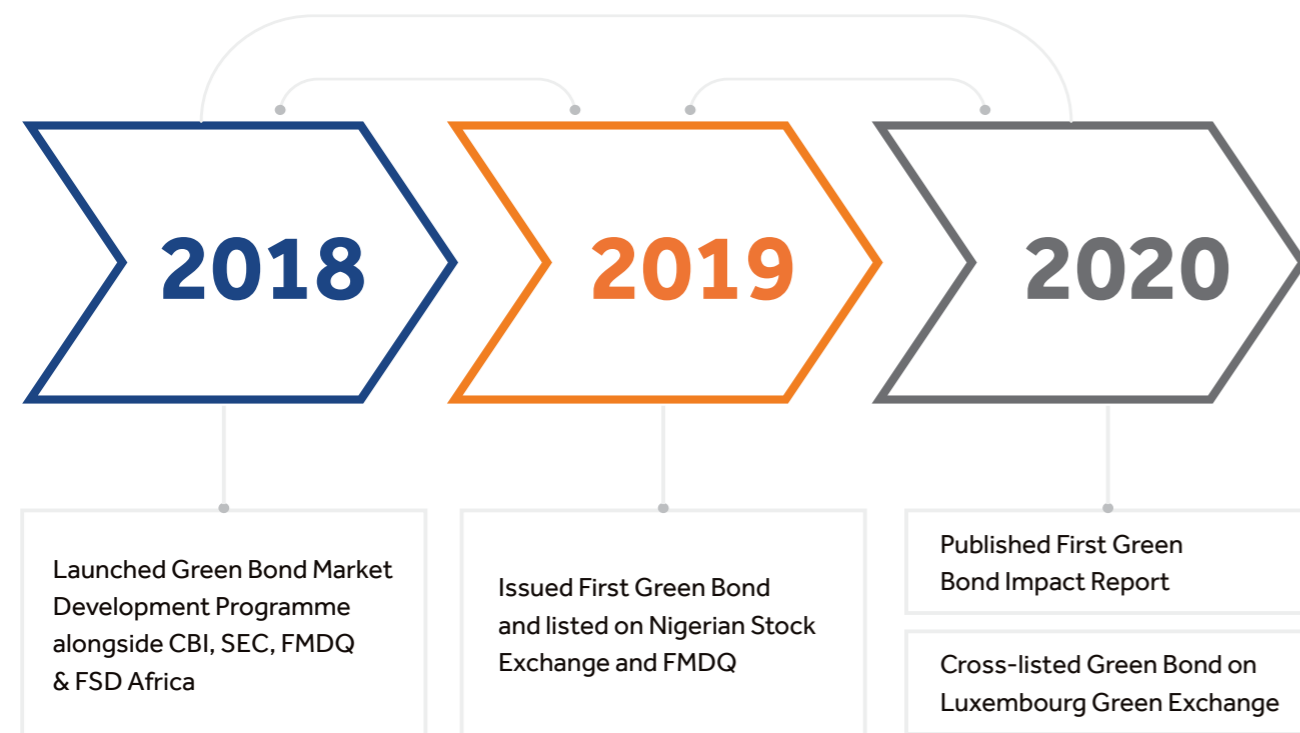 2018
2019
2020
Launched Green Bond Market
Development Programme
alongside CBI, SEC, FMDQ
& FSD Africa
Issued First Green Bond
and listed on Nigerian Stock
Exchange and FMDQ
Published First Green
Bond Impact Report
Cross-listed Green Bond on
Luxembourg Green Exchange